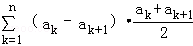 n
∑ （a_k − a_{k+1}）• (a_k + a_{k+1})/2
k=1